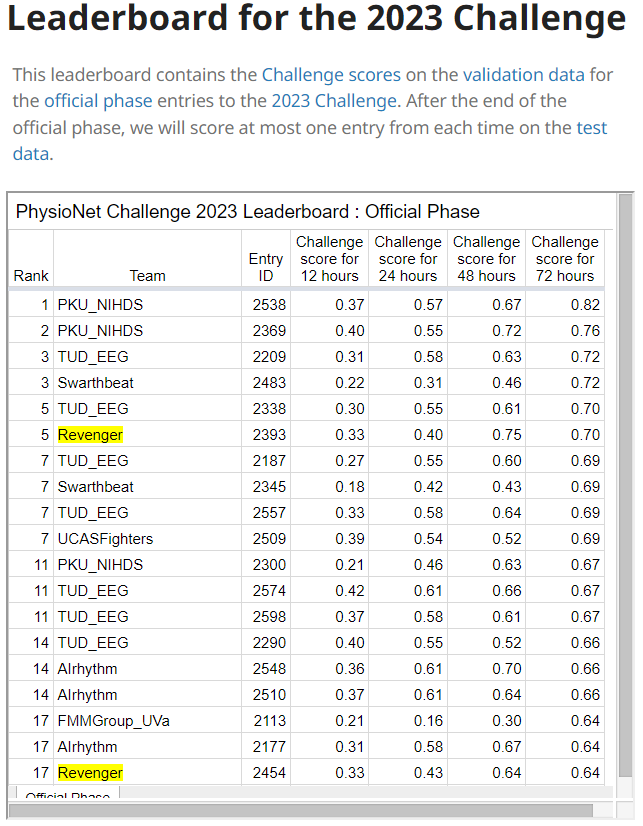 Leaderboard for the 2023 Challenge
This leaderboard contains the Challenge scores on the validation data for
the official phase entries to the 2023 Challenge. After the end of the
official phase, we will score at most one entry from each time on the test
data.
PhysioNet Challenge 2023 Leaderboard : Official Phase
Rank Team Entry ID Challenge score for 12 hours Challenge score for 24 hours Challenge score for 48 hours Challenge score for 72 hours
1 PKU_NIHDS 2538 0.37 0.57 0.67 0.82
2 PKU_NIHDS 2369 0.40 0.55 0.72 0.76
3 TUD_EEG 2209 0.31 0.58 0.63 0.72
3 Swarthbeat 2483 0.22 0.31 0.46 0.72
5 TUD_EEG 2338 0.30 0.55 0.61 0.70
5 Revenger 2393 0.33 0.40 0.75 0.70
7 TUD_EEG 2187 0.27 0.55 0.60 0.69
7 Swarthbeat 2345 0.18 0.42 0.43 0.69
7 TUD_EEG 2557 0.33 0.58 0.64 0.69
7 UCASFighters 2509 0.39 0.54 0.52 0.69
11 PKU_NIHDS 2300 0.21 0.46 0.63 0.67
11 TUD_EEG 2574 0.42 0.61 0.66 0.67
11 TUD_EEG 2598 0.37 0.58 0.61 0.67
14 TUD_EEG 2290 0.40 0.55 0.52 0.66
14 AIrhythm 2548 0.36 0.61 0.70 0.66
14 AIrhythm 2510 0.37 0.61 0.64 0.66
17 FMMGroup_UVa 2113 0.21 0.16 0.30 0.64
17 AIrhythm 2177 0.31 0.58 0.67 0.64
17 Revenger 2454 0.33 0.43 0.64 0.64
Official Phase